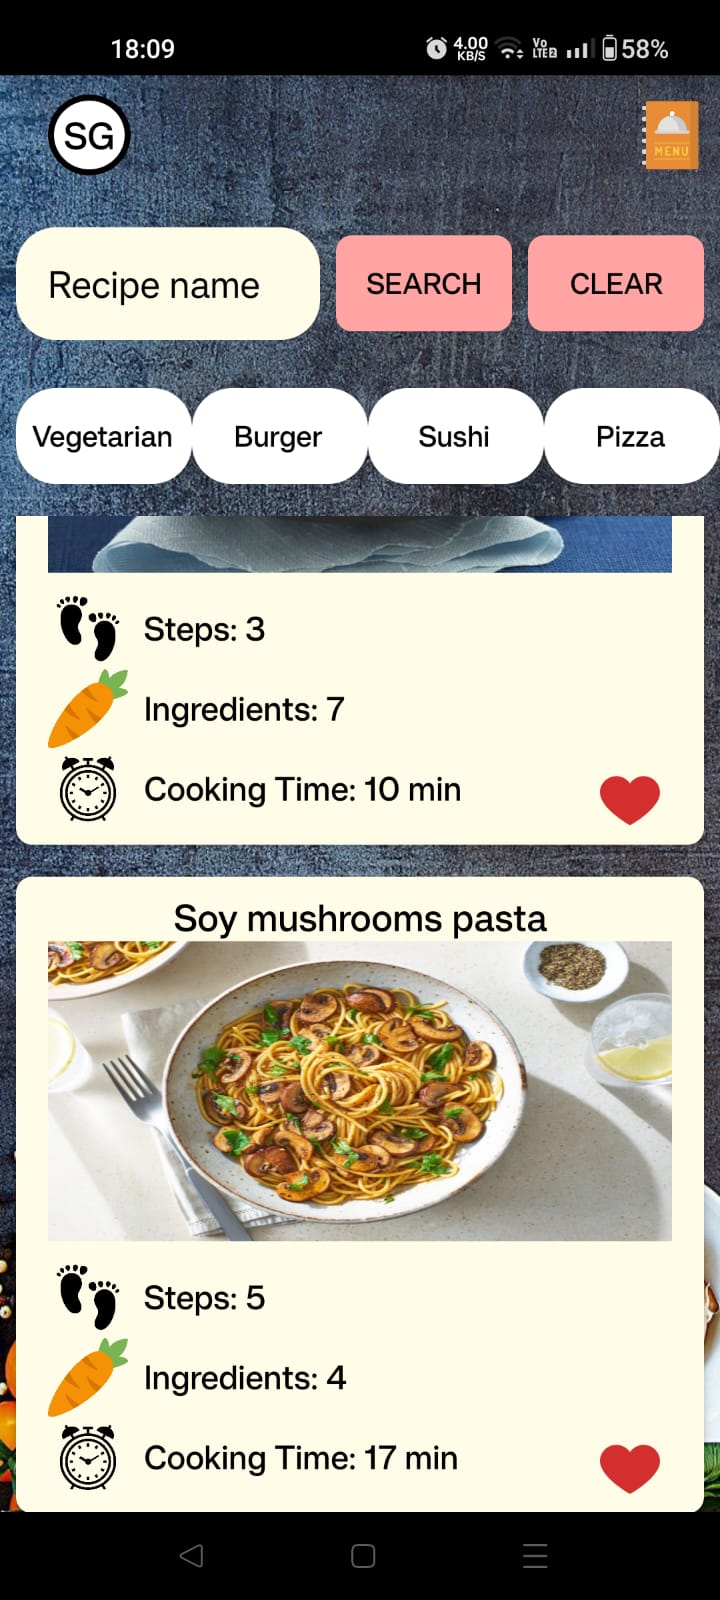 18:09 4.00 KB/S Vo LTE2 58%
SG
MENU
Recipe name SEARCH CLEAR
Vegetarian Burger Sushi Pizza
Steps: 3
Ingredients: 7
Cooking Time: 10 min
Soy mushrooms pasta
Steps: 5
Ingredients: 4
Cooking Time: 17 min